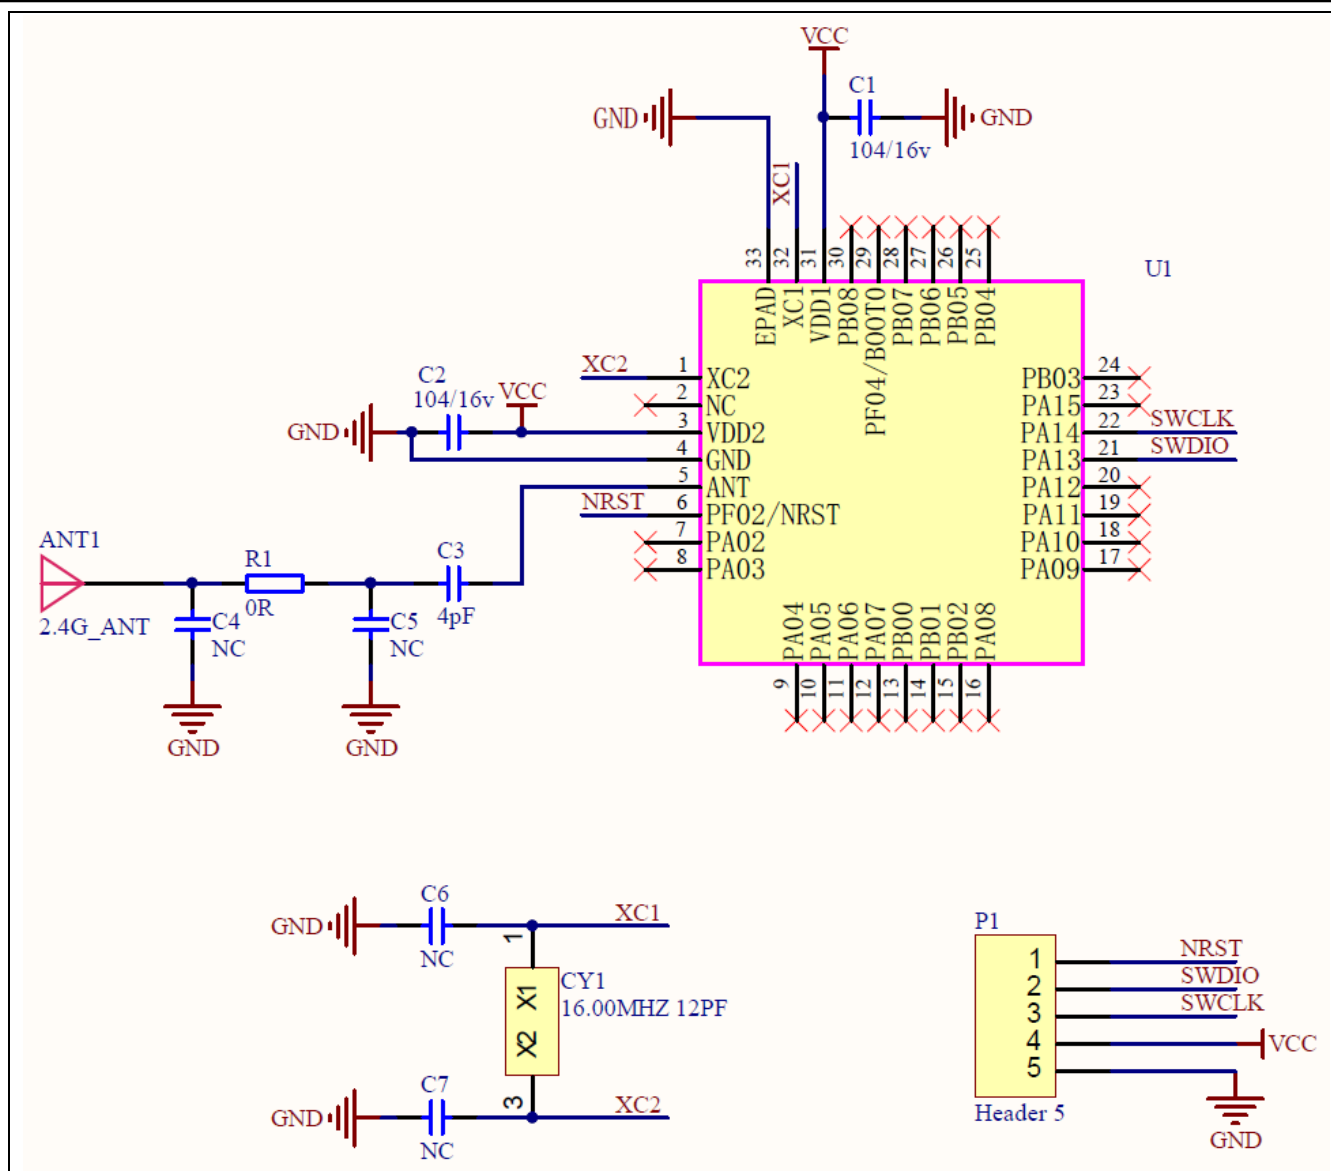 VCC
C1
GND
GND
104/16v
XC1
33
32
31
30
29
28
27
26
25
U1
EPAD
XC1
VDD1
PB08
PF04/BOOT0
PB07
PB06
PB05
PB04
XC2
1
XC2
24
PB03
C2
104/16v
VCC
2
NC
23
PA15
GND
3
VDD2
22
PA14
SWCLK
4
GND
21
PA13
SWDIO
5
ANT
20
PA12
NRST
6
PF02/NRST
19
PA11
7
PA02
18
PA10
8
PA03
17
PA09
ANT1
R1
C3
0R
4pF
2.4G_ANT
C4
NC
C5
NC
GND
GND
PA04
PA05
PA06
PA07
PB00
PB01
PB02
PA08
9
10
11
12
13
14
15
16
C6
GND
XC1
NC
1
X1
X2
3
CY1
16.00MHZ 12PF
C7
GND
XC2
NC
P1
1
NRST
2
SWDIO
3
SWCLK
4
VCC
5
Header 5
GND